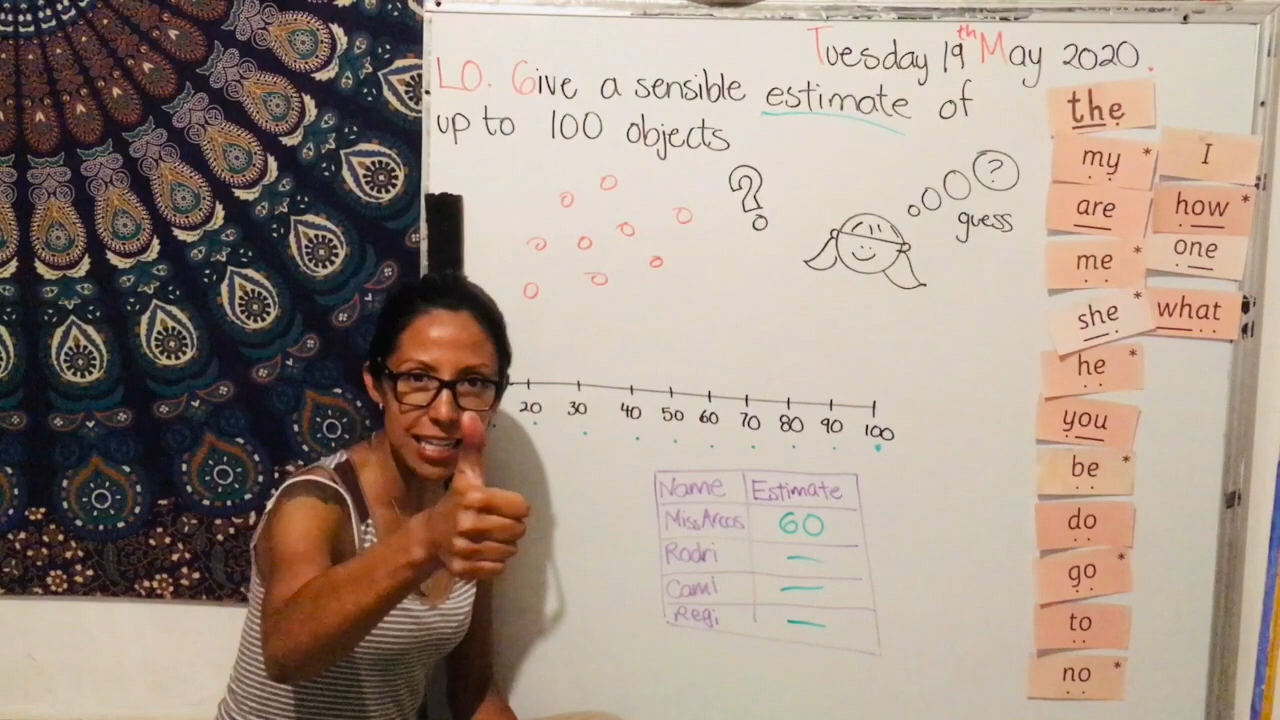 Tuesday 19th May 2020.
LO. Give a sensible estimate of
up to 100 objects
?
?
guess
20 30 40 50 60 70 80 90 100
Name Estimate
Miss Arcos 60
Rodri —
Cami —
Regi —
the
my* I
are how*
me* one
she* what
he*
you
be*
do
go*
to
no*